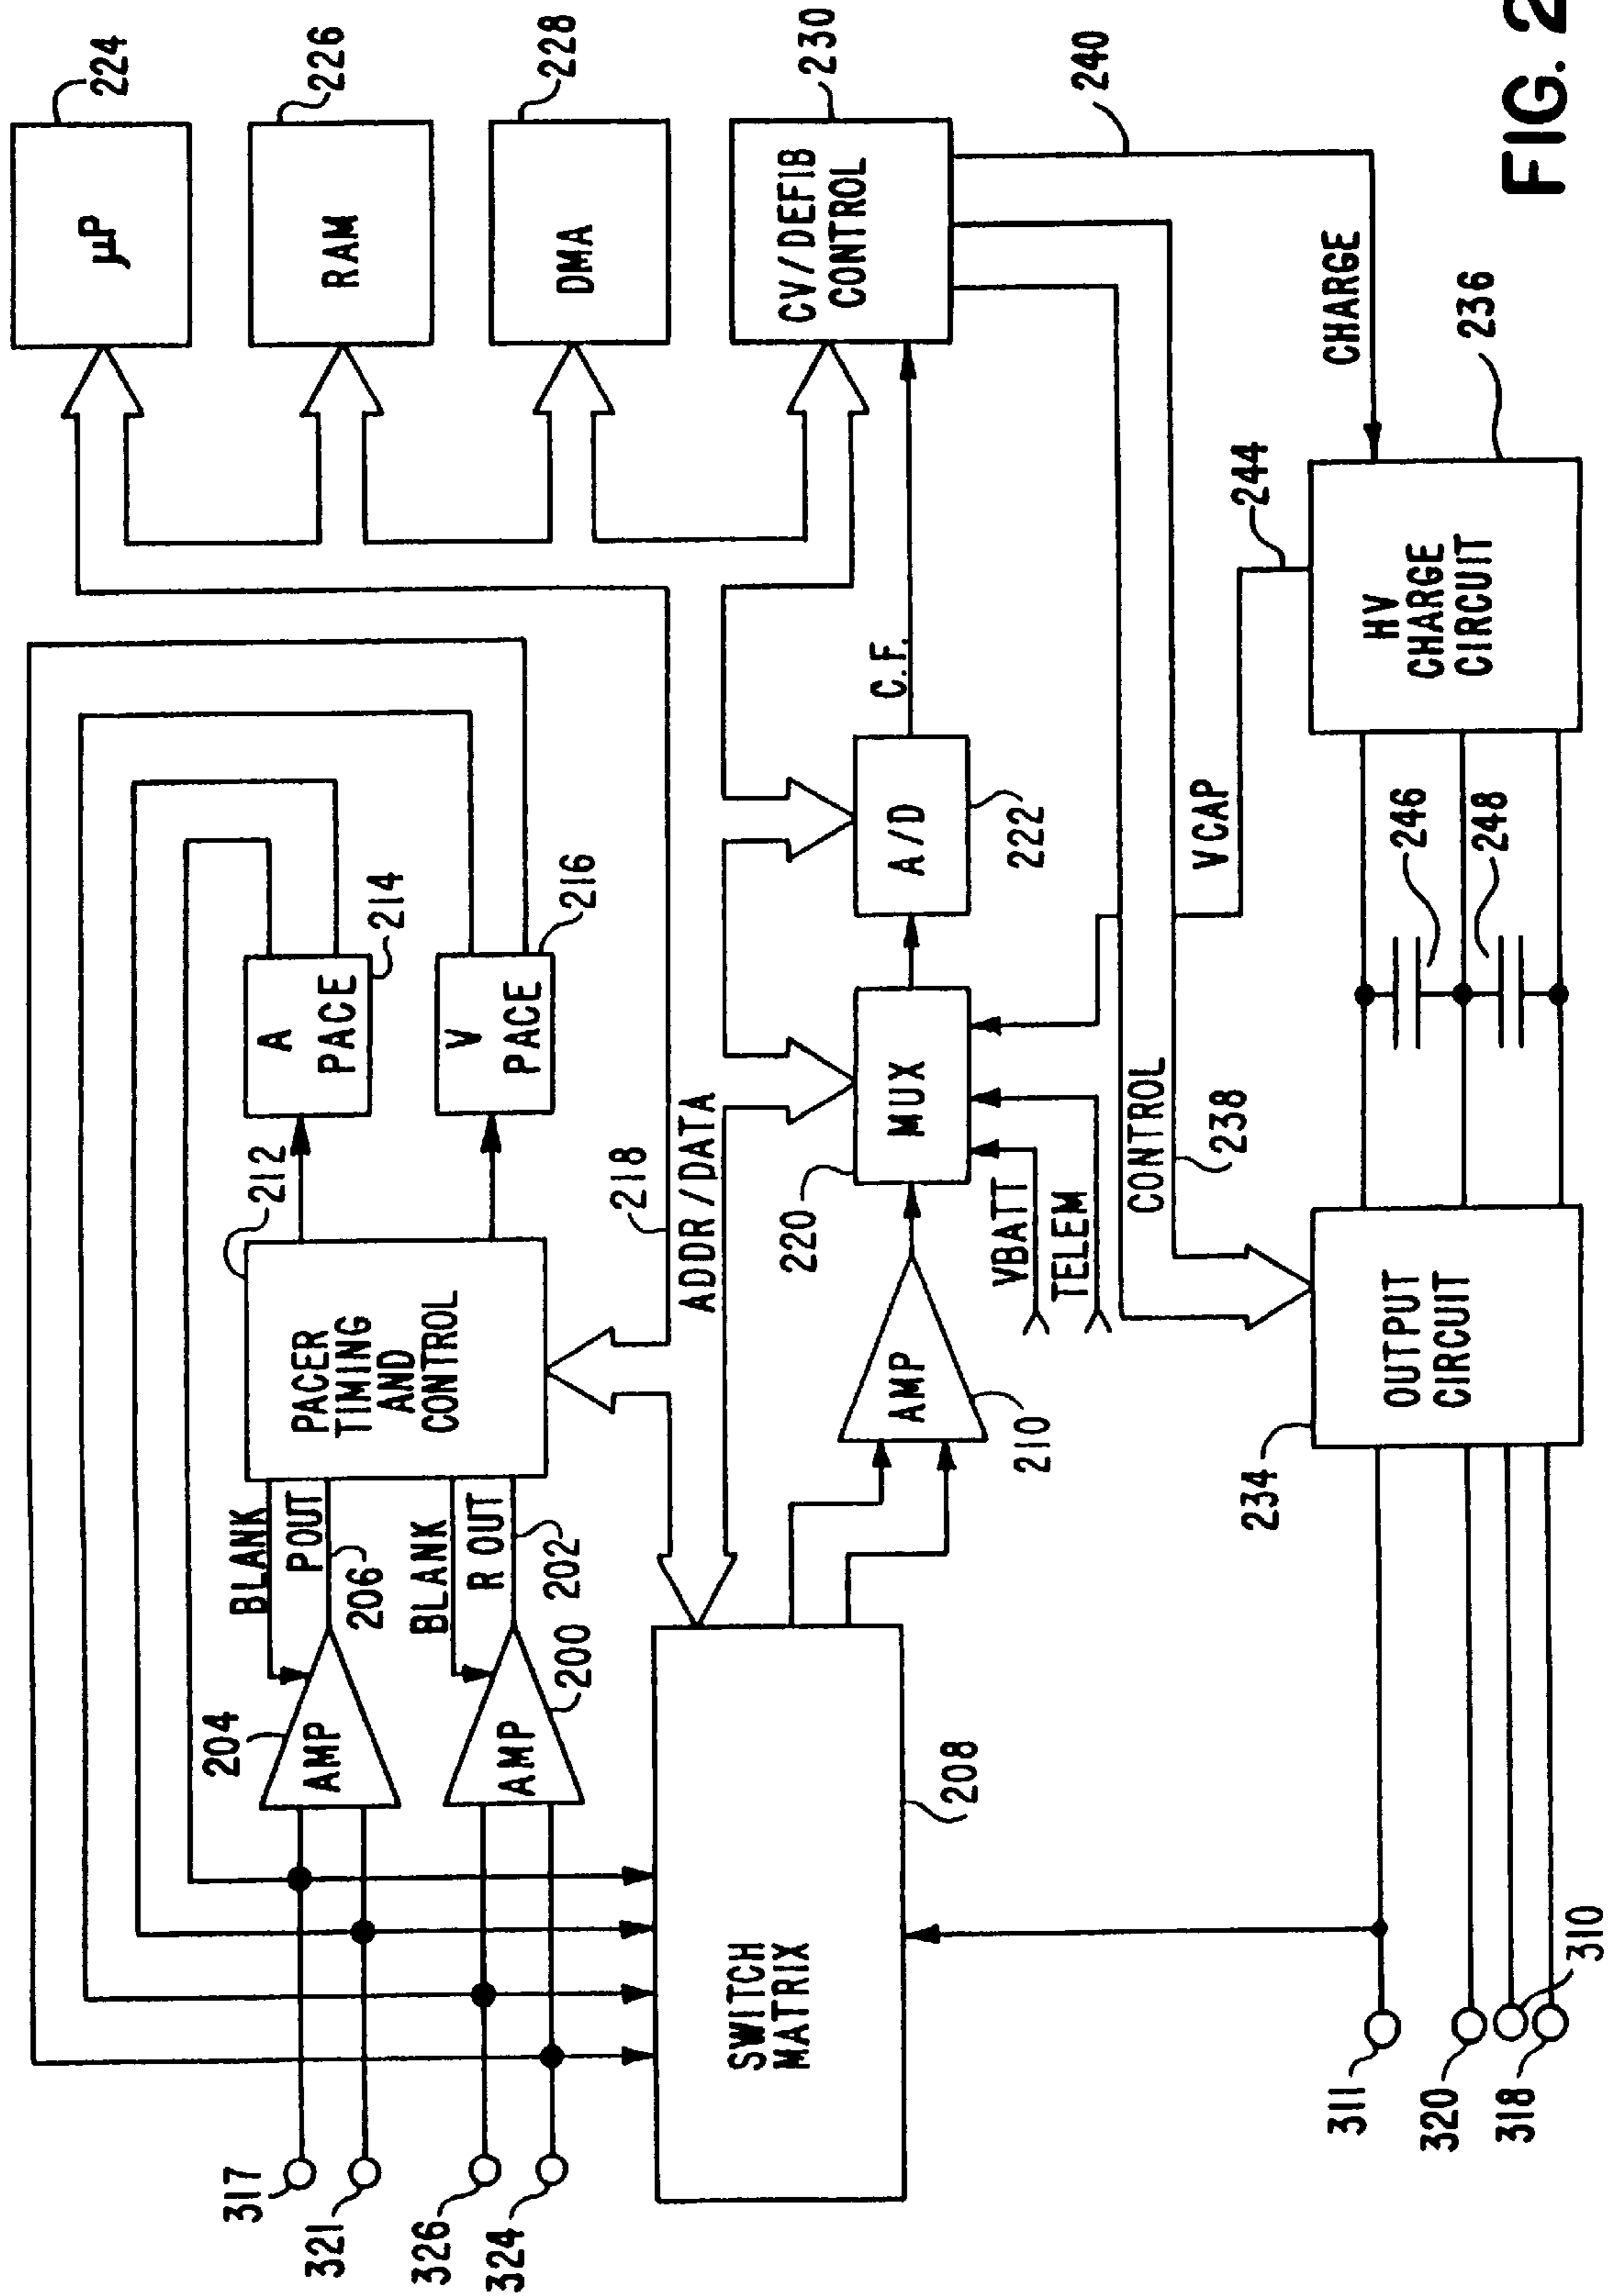 224
µP
226
RAM
228
DMA
230
CV/DEFIB
CONTROL
240
CHARGE
236
HV
CHARGE
CIRCUIT
244
VCAP
246
248
C.F.
A/D
222
A
PACE
214
V
PACE
216
212
PACER
TIMING
AND
CONTROL
218
ADDR/DATA
220
MUX
VBATT
TELEM
CONTROL
238
AMP
210
OUTPUT
CIRCUIT
234
BLANK
POUT
206
BLANK
R OUT
202
204
AMP
200
AMP
SWITCH
MATRIX
208
317
321
326
324
311
320
318
310
FIG. 2